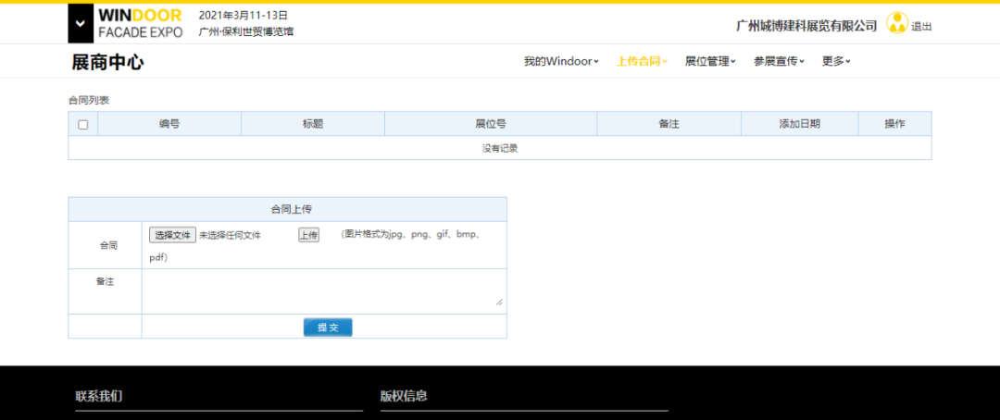 WINDOOR
FACADE EXPO
2021年3月11-13日
广州·保利世贸博览馆
广州城博建科展览有限公司 退出
展商中心
我的Windoor 上传合同 展位管理 参展宣传 更多
合同列表
编号 标题 展位号 备注 添加日期 操作
没有记录
合同上传
合同 选择文件 未选择任何文件 上传 （图片格式为jpg、png、gif、bmp、
pdf）
备注
提 交
联系我们 版权信息